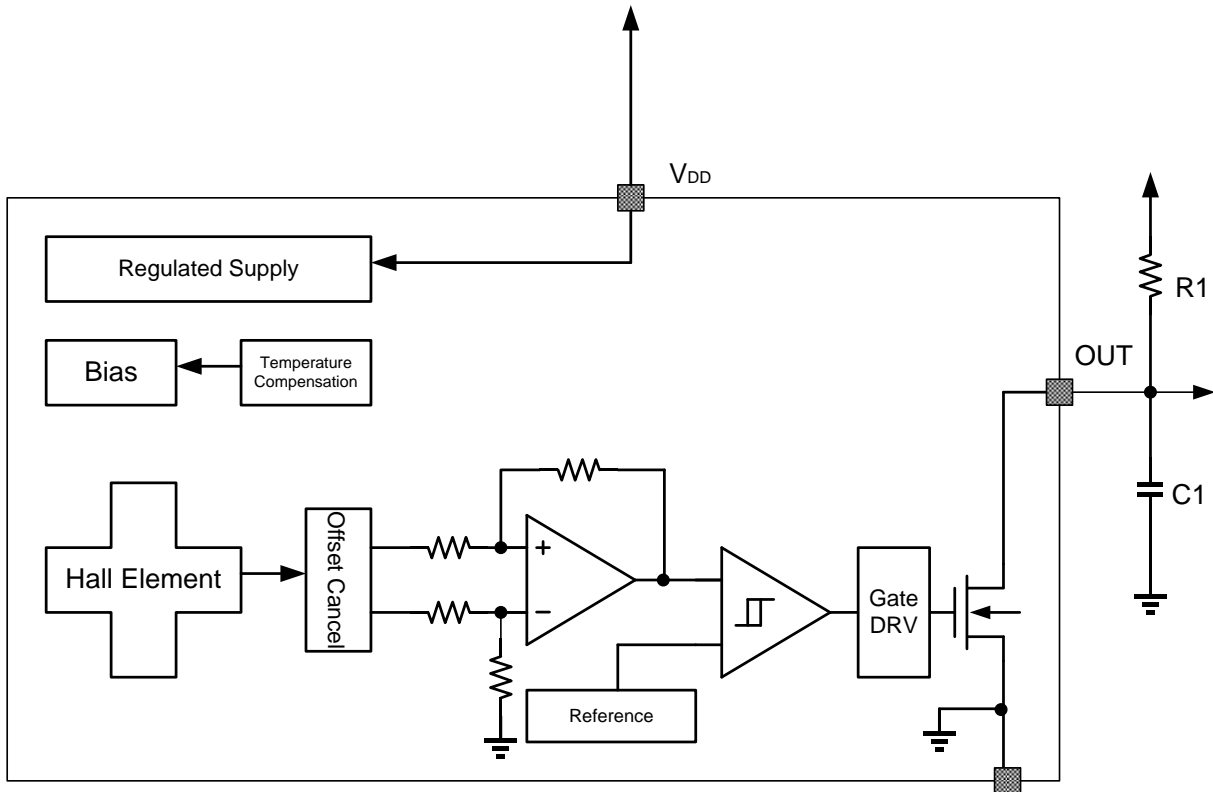 VDD
Regulated Supply
R1
Bias
Temperature
Compensation
OUT
C1
Hall Element
Offset Cancel
+
−
Gate
DRV
Reference